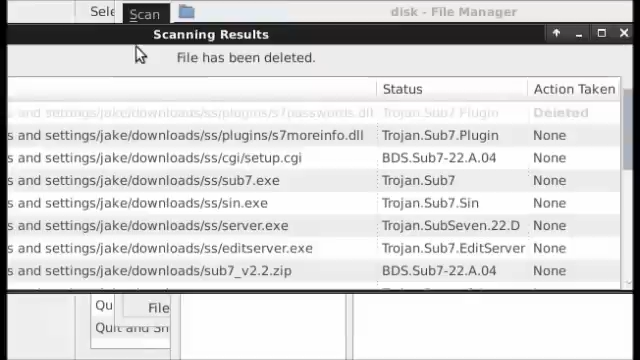 Sele
Scan
disk - File Manager
Scanning Results
File has been deleted.
Status Action Taken
s and settings/jake/downloads/ss/plugins/s7passwords.dll Trojan.Sub7.Plugin Deleted
s and settings/jake/downloads/ss/plugins/s7moreinfo.dll Trojan.Sub7.Plugin None
s and settings/jake/downloads/ss/cgi/setup.cgi BDS.Sub7-22.A.04 None
s and settings/jake/downloads/ss/sub7.exe Trojan.Sub7 None
s and settings/jake/downloads/ss/sin.exe Trojan.Sub7.Sin None
s and settings/jake/downloads/ss/server.exe Trojan.SubSeven.22.D None
s and settings/jake/downloads/ss/editserver.exe Trojan.Sub7.EditServer None
s and settings/jake/downloads/sub7_v2.2.zip BDS.Sub7-22.A.04 None
Qu
File
Quit and Sh